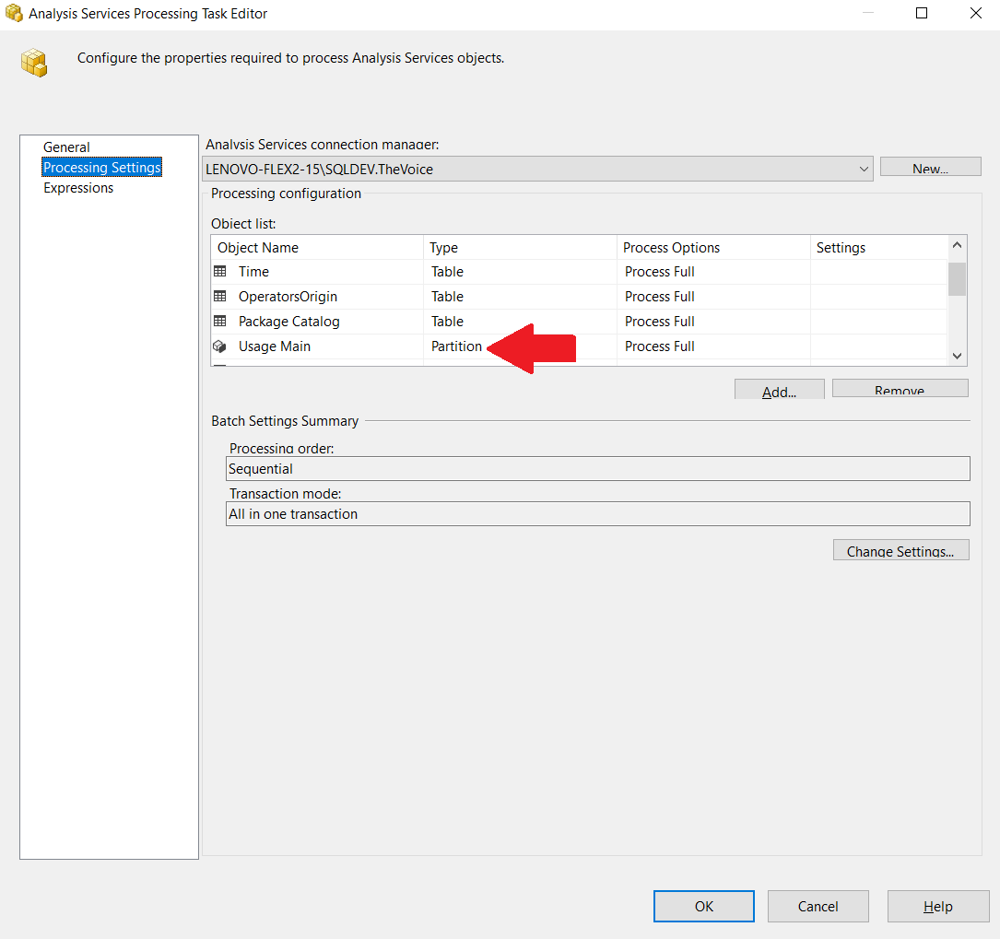 Analysis Services Processing Task Editor
Configure the properties required to process Analysis Services objects.
General
Processing Settings
Expressions
Analysis Services connection manager:
LENOVO-FLEX2-15\SQLDEV.TheVoice
New...
Processing configuration
Object list:
Object Name Type Process Options Settings
Time Table Process Full
OperatorsOrigin Table Process Full
Package Catalog Table Process Full
Usage Main Partition Process Full
Add... Remove
Batch Settings Summary
Processing order:
Sequential
Transaction mode:
All in one transaction
Change Settings...
OK Cancel Help